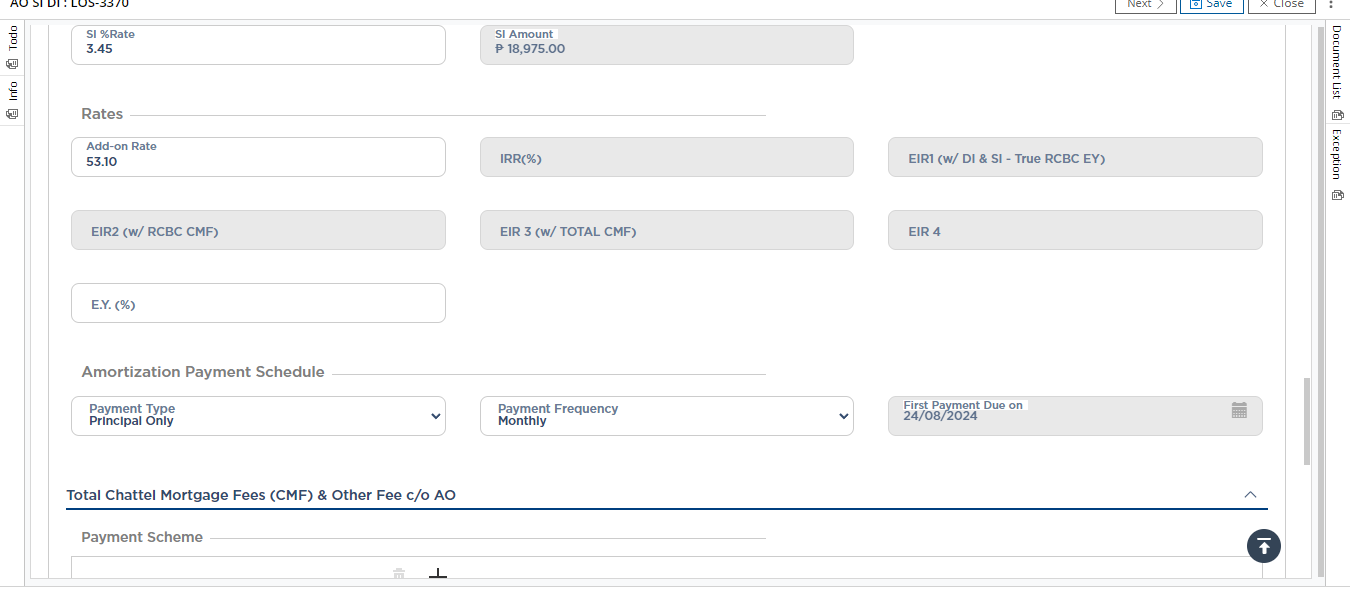 AO SI DI : LOS-3370
Next
Save
Close
Todo
Info
Document List
Exception
SI %Rate
3.45
SI Amount
₱ 18,975.00
Rates
Add-on Rate
53.10
IRR(%)
EIR1 (w/ DI & SI - True RCBC EY)
EIR2 (w/ RCBC CMF)
EIR 3 (w/ TOTAL CMF)
EIR 4
E.Y. (%)
Amortization Payment Schedule
Payment Type
Principal Only
Payment Frequency
Monthly
First Payment Due on
24/08/2024
Total Chattel Mortgage Fees (CMF) & Other Fee c/o AO
Payment Scheme